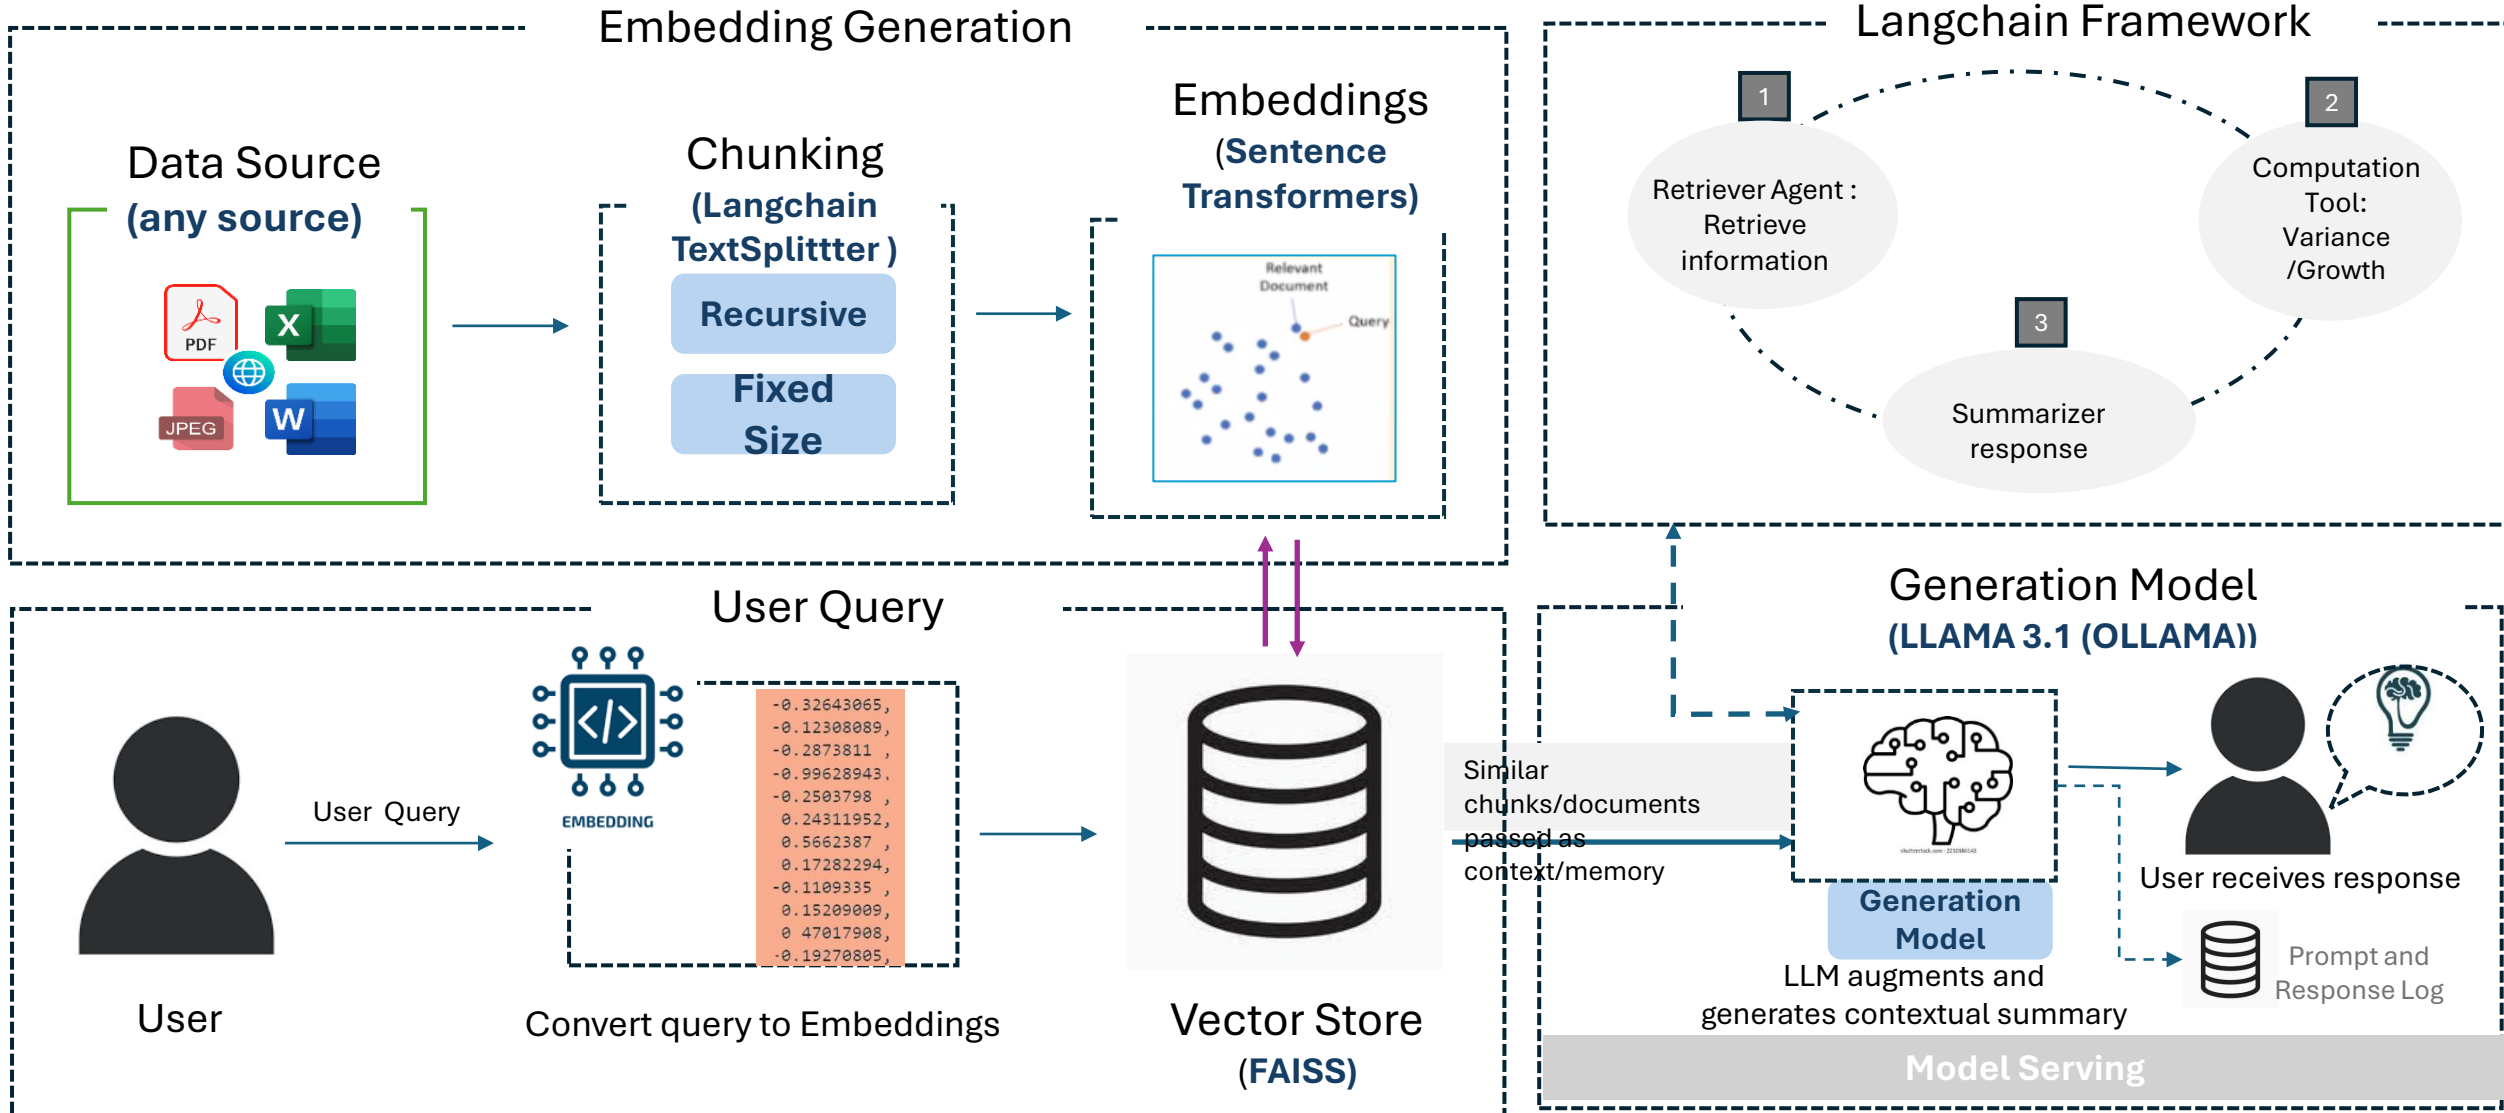 Embedding Generation
Data Source
(any source)
PDF
X
JPEG
W
Chunking
(Langchain
TextSplittter )
Recursive
Fixed
Size
Embeddings
(Sentence
Transformers)
Relevant
Document
Query
Langchain Framework
1
Retriever Agent :
Retrieve
information
2
Computation
Tool:
Variance
/Growth
3
Summarizer
response
User Query
User
User Query
</>
EMBEDDING
-0.32643065,
-0.12308089,
-0.2873811 ,
-0.99628943,
-0.2503798 ,
0.24311952,
0.5662387 ,
0.17282294,
-0.1109335 ,
0.15209009,
0 47017908,
-0.19270805,
Convert query to Embeddings
Vector Store
(FAISS)
Similar
chunks/documents
passed as
context/memory
Generation Model
(LLAMA 3.1 (OLLAMA))
shutterstock.com · 2250886143
Generation
Model
LLM augments and
generates contextual summary
User receives response
Prompt and
Response Log
Model Serving